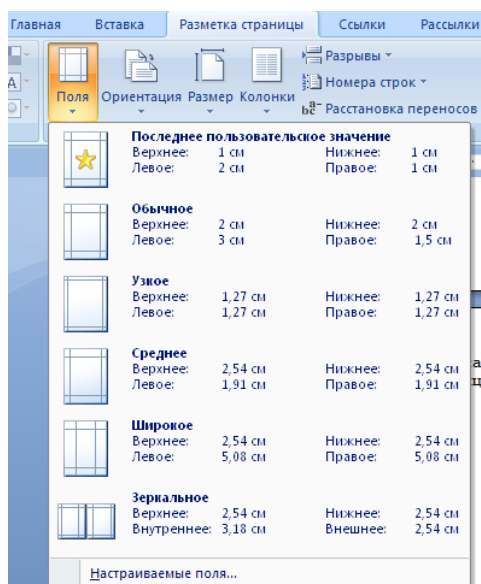 Главная Вставка Разметка страницы Ссылки Рассылки
Поля Ориентация Размер Колонки
Разрывы
Номера строк
Расстановка переносов
Последнее пользовательское значение
Верхнее: 1 см Нижнее: 1 см
Левое: 2 см Правое: 1 см
Обычное
Верхнее: 2 см Нижнее: 2 см
Левое: 3 см Правое: 1,5 см
Узкое
Верхнее: 1,27 см Нижнее: 1,27 см
Левое: 1,27 см Правое: 1,27 см
Среднее
Верхнее: 2,54 см Нижнее: 2,54 см
Левое: 1,91 см Правое: 1,91 см
Широкое
Верхнее: 2,54 см Нижнее: 2,54 см
Левое: 5,08 см Правое: 5,08 см
Зеркальное
Верхнее: 2,54 см Нижнее: 2,54 см
Внутреннее: 3,18 см Внешнее: 2,54 см
Настраиваемые поля...